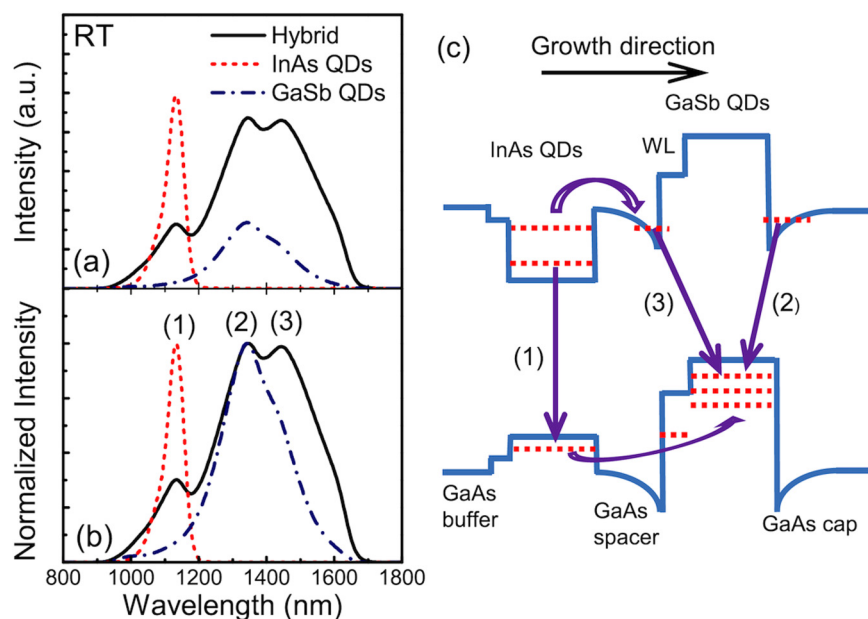 RT
Hybrid
InAs QDs
GaSb QDs
Intensity (a.u.)
(a)
(1)
(2)
(3)
Normalized Intensity
(b)
800 1000 1200 1400 1600 1800
Wavelength (nm)
(c)
Growth direction
GaSb QDs
WL
InAs QDs
(3)
(2)
(1)
GaAs
buffer
GaAs
spacer
GaAs cap